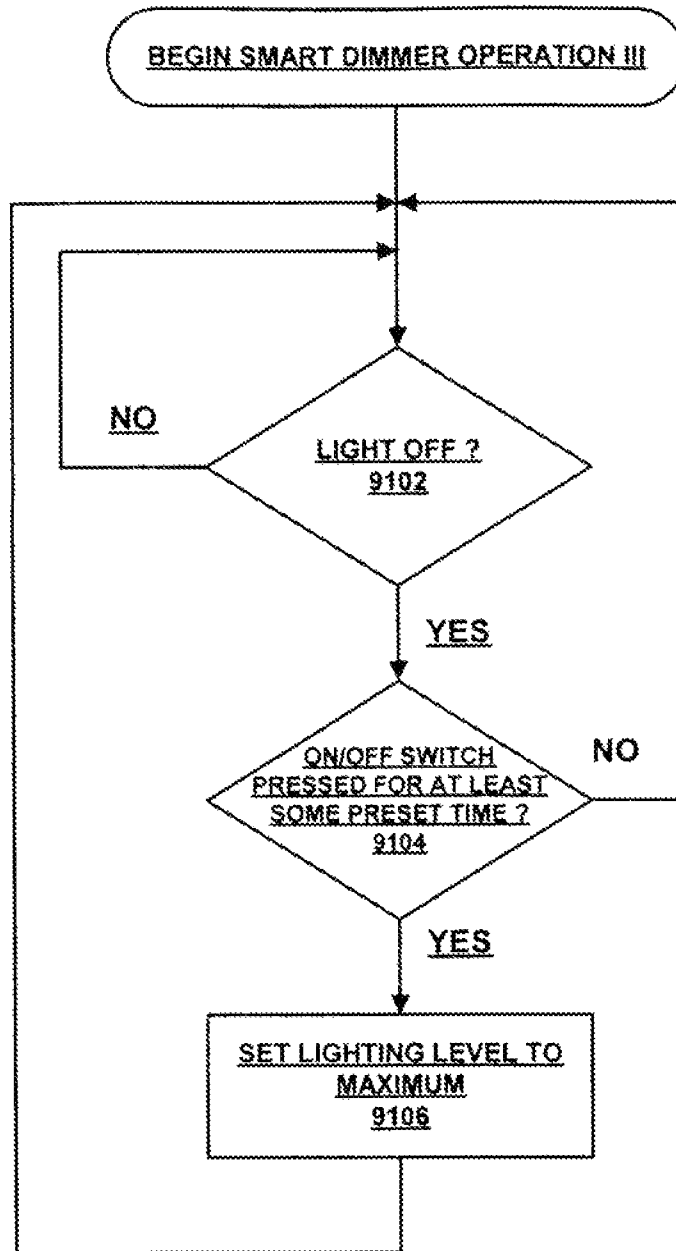 BEGIN SMART DIMMER OPERATION III
NO
LIGHT OFF ?
9102
YES
ON/OFF SWITCH
PRESSED FOR AT LEAST
SOME PRESET TIME ?
9104
NO
YES
SET LIGHTING LEVEL TO
MAXIMUM
9106